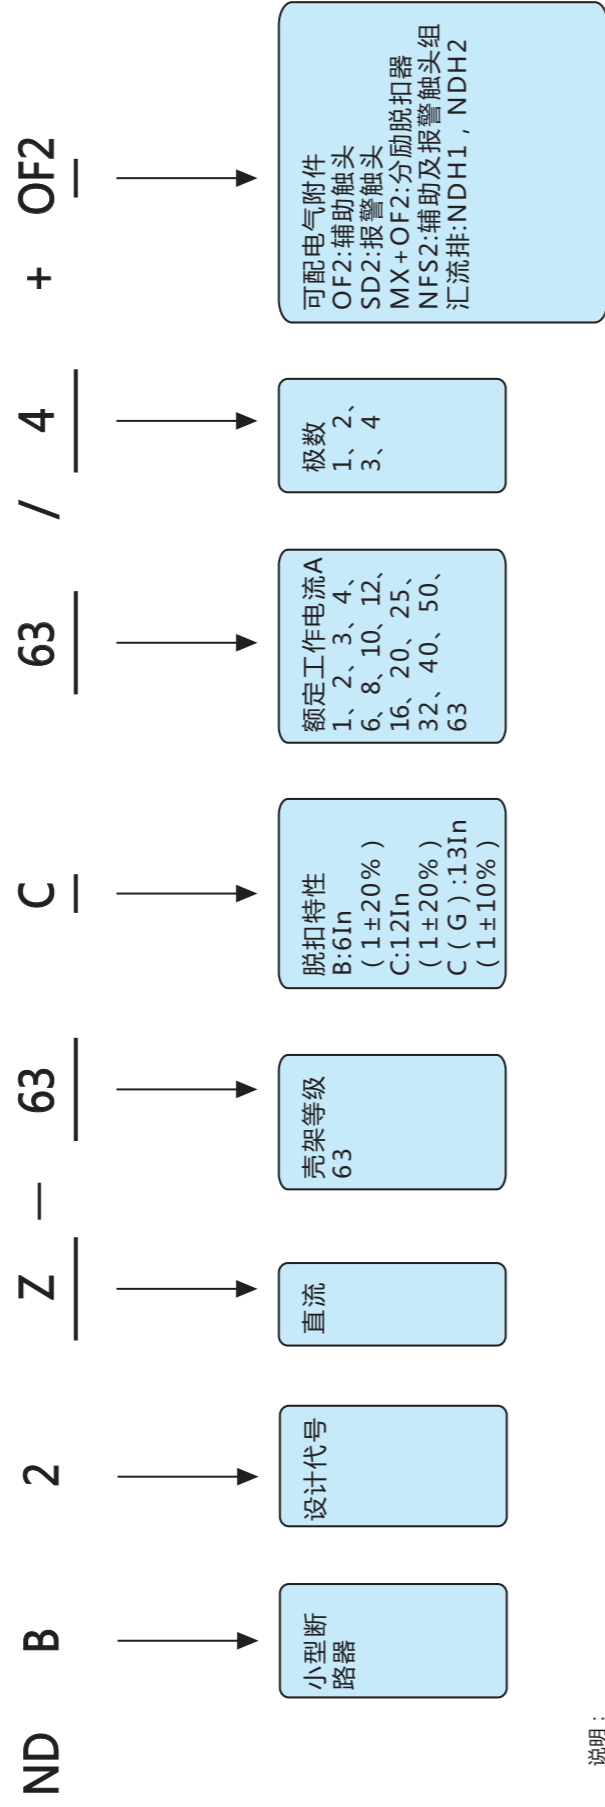 ND B 2 Z — 63 C 63 / 4 + OF2
小型断
路器
设计代号
直流
壳架等级
63
脱扣特性
B:6In
（1±20%）
C:12In
（1±20%）
C（G）:13In
（1±10%）
额定工作电流A
1、2、3、4、
6、8、10、12、
16、20、25、
32、40、50、
63
极数
1、2、
3、4
可配电气附件
OF2:辅助触头
SD2:报警触头
MX+OF2:分励脱扣器
NFS2:辅助及报警触头组
汇流排:NDH1，NDH2
说明：